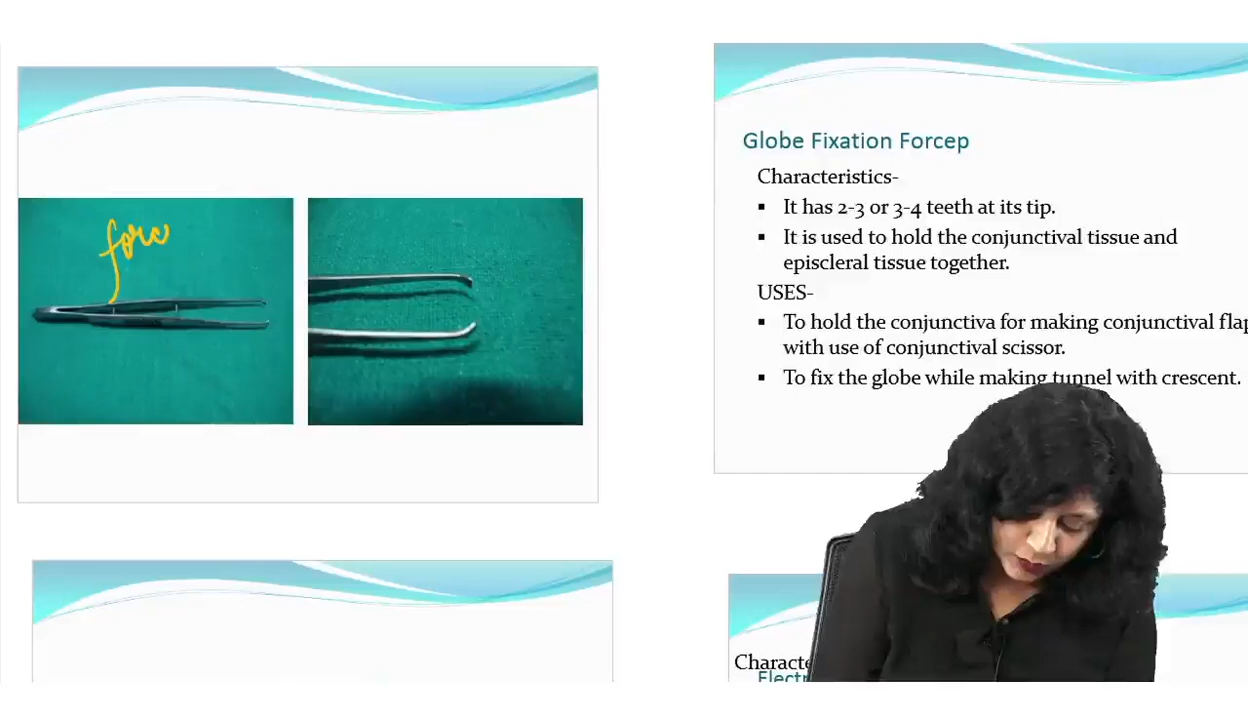 forc
Globe Fixation Forcep
Characteristics-
▪ It has 2-3 or 3-4 teeth at its tip.
▪ It is used to hold the conjunctival tissue and
episcleral tissue together.
USES-
▪ To hold the conjunctiva for making conjunctival flap
with use of conjunctival scissor.
▪ To fix the globe while making tunnel with crescent.
Characte
Electr